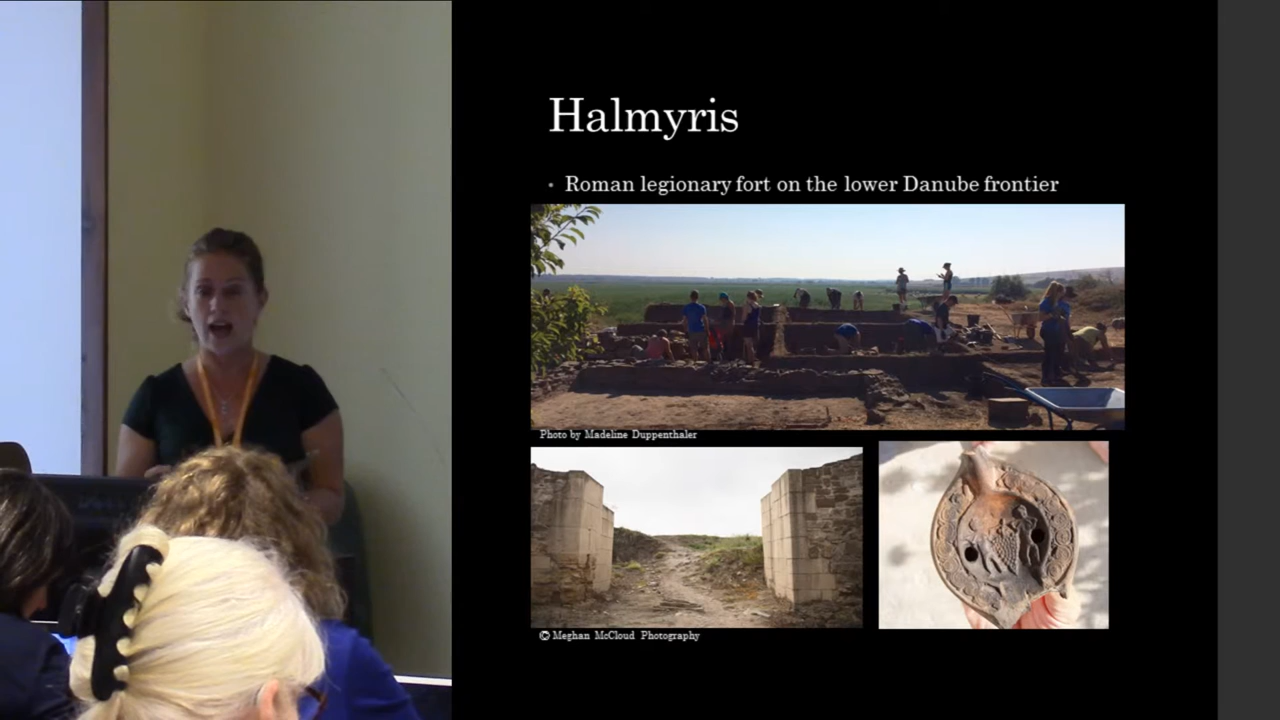 Halmyris
• Roman legionary fort on the lower Danube frontier
Photo by Madeline Duppenthaler
© Meghan McCloud Photography